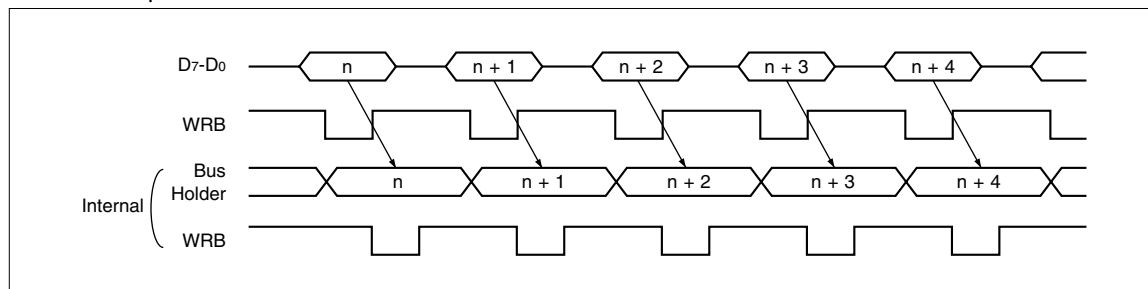 D7-D0 n n + 1 n + 2 n + 3 n + 4
WRB
Bus
Holder n n + 1 n + 2 n + 3 n + 4
Internal
WRB